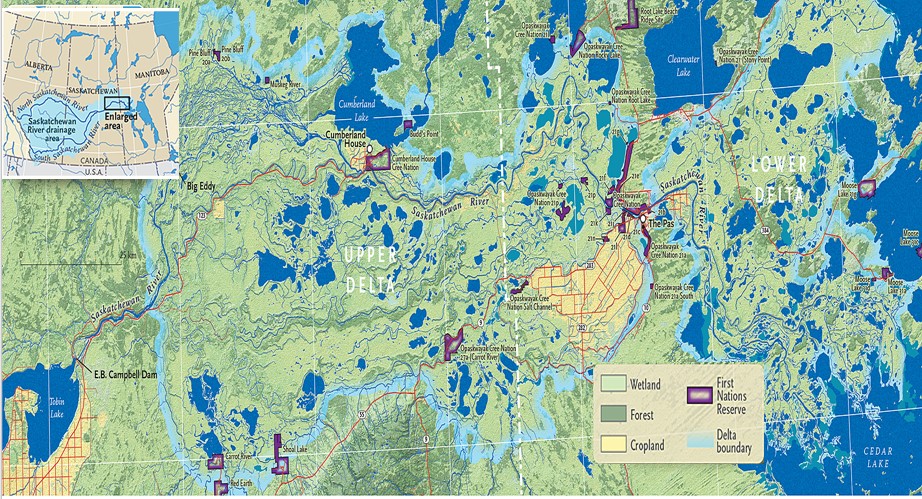 ALBERTA
SASKATCHEWAN
MANITOBA
North Saskatchewan River
Saskatchewan
River drainage
area
Enlarged
area
South Saskatchewan River
CANADA
U.S.A.
Pine Bluff
20A
Pine Bluff
20B
Muskeg River
Cumberland
Lake
Cumberland
House
Budd's Point
Cumberland House
Cree Nation
Big Eddy
123
Saskatchewan River
UPPER
DELTA
25 km
Saskatchewan River
E.B. Campbell Dam
Tobin
Lake
Carrot River
Red Earth
Shoal Lake
55
9
Opaskwayak Cree Nation
27a (Carrot River)
Opaskwayak Cree
Nation Salt Channel
283
282
10
Root Lake Beach
Ridge Site
Opaskwayak
Cree Nation
Opaskwayak Cree
Nation Rocky Lake
Clearwater
Lake
Opaskwayak Cree
Nation 21 (Stony Point)
Opaskwayak Cree
Nation Root Lake
Opaskwayak Cree
Nation 21p
Opaskwayak
Cree Nation
The Pas
Opaskwayak
Cree Nation 21a
Opaskwayak Cree
Nation 21a South
Saskatchewan River
LOWER
DELTA
384
Moose
Lake
Moose
Lake
Moose
Lake
CEDAR
LAKE
Wetland
Forest
Cropland
First
Nations
Reserve
Delta
boundary